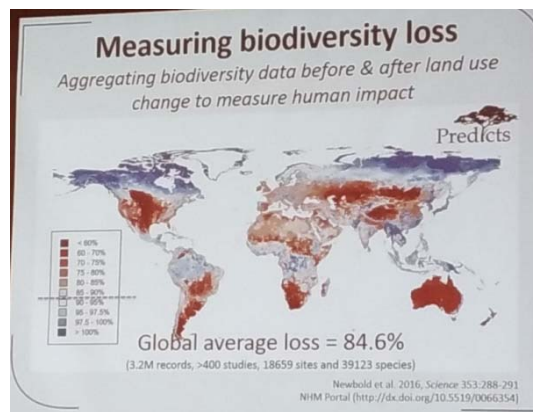 Measuring biodiversity loss
Aggregating biodiversity data before & after land use
change to measure human impact
Predicts
< 60%
60 - 70%
70 - 75%
75 - 80%
80 - 85%
85 - 90%
90 - 95%
95 - 97.5%
97.5 - 100%
> 100%
Global average loss = 84.6%
(3.2M records, >400 studies, 18659 sites and 39123 species)
Newbold et al. 2016, Science 353:288-291
NHM Portal (http://dx.doi.org/10.5519/0066354)